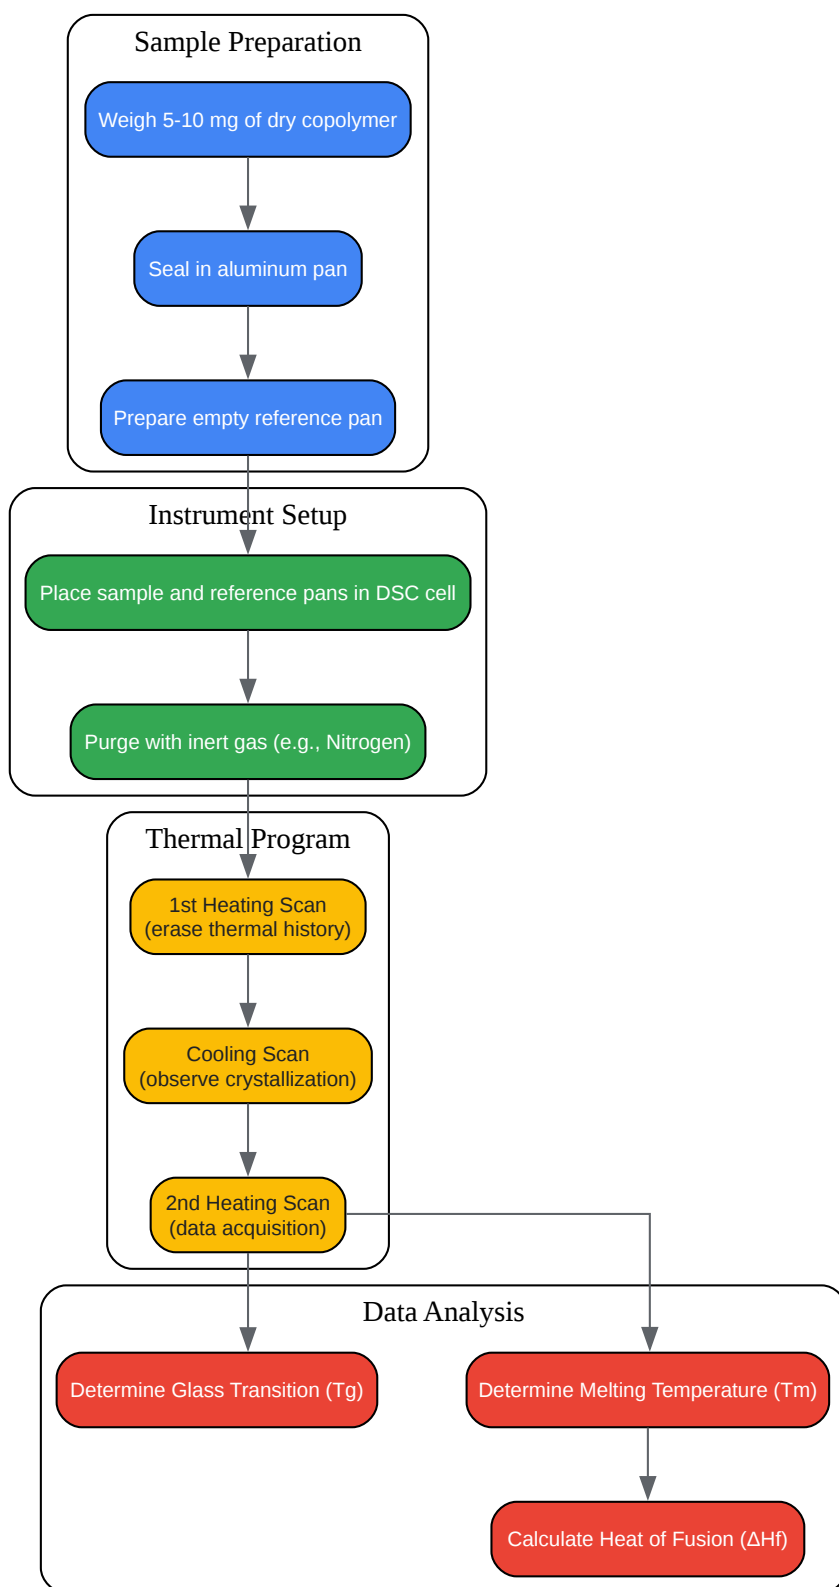 Sample Preparation
Weigh 5-10 mg of dry copolymer
Seal in aluminum pan
Prepare empty reference pan
Instrument Setup
Place sample and reference pans in DSC cell
Purge with inert gas (e.g., Nitrogen)
Thermal Program
1st Heating Scan
(erase thermal history)
Cooling Scan
(observe crystallization)
2nd Heating Scan
(data acquisition)
Data Analysis
Determine Glass Transition (Tg)
Determine Melting Temperature (Tm)
Calculate Heat of Fusion (ΔHf)